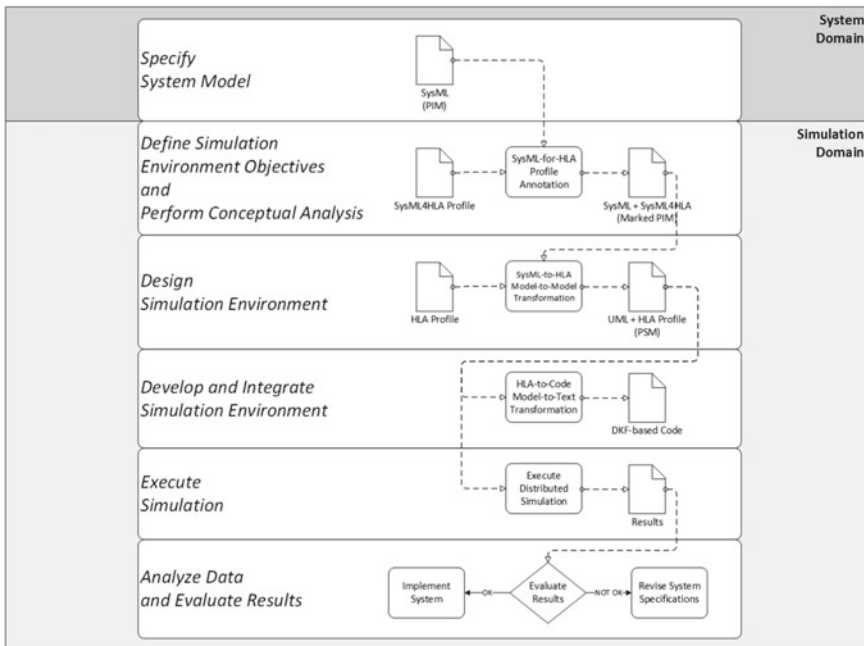 System
Domain
Specify
System Model
SysML
(PIM)
Simulation
Domain
Define Simulation
Environment Objectives
and
Perform Conceptual Analysis
SysML4HLA Profile
SysML-for-HLA
Profile
Annotation
SysML + SysML4HLA
(Marked PIM)
Design
Simulation Environment
HLA Profile
SysML-to-HLA
Model-to-Model
Transformation
UML + HLA Profile
(PSM)
Develop and Integrate
Simulation Environment
HLA-to-Code
Model-to-Text
Transformation
DKF-based Code
Execute
Simulation
Execute
Distributed
Simulation
Results
Analyze Data
and Evaluate Results
Implement
System
OK
Evaluate
Results
NOT OK
Revise System
Specifications